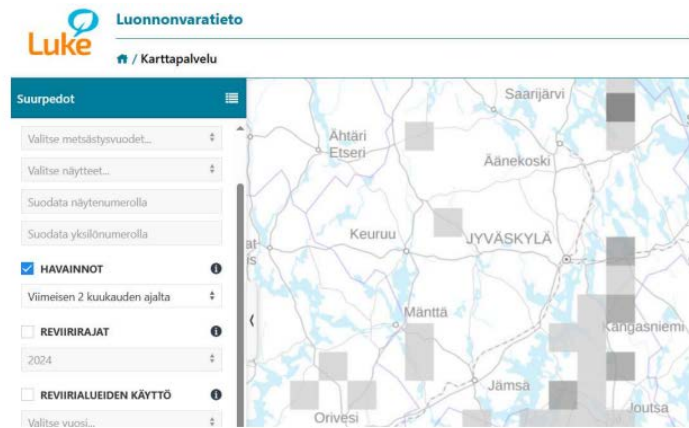 Luke
Luonnonvaratieto
/ Karttapalvelu
Suurpedot
Valitse metsästysvuodet...
Valitse näytteet...
Suodata näytenumerolla
Suodata yksilönumerolla
HAVAINNOT
Viimeisen 2 kuukauden ajalta
REVIIRIRAJAT
2024
REVIIRIALUEIDEN KÄYTTÖ
Valitse vuosi...
Saarijärvi
Ähtäri
Etseri
Äänekoski
Keuruu
JYVÄSKYLÄ
Mänttä
Kangasniemi
Jämsä
Joutsa
Orivesi